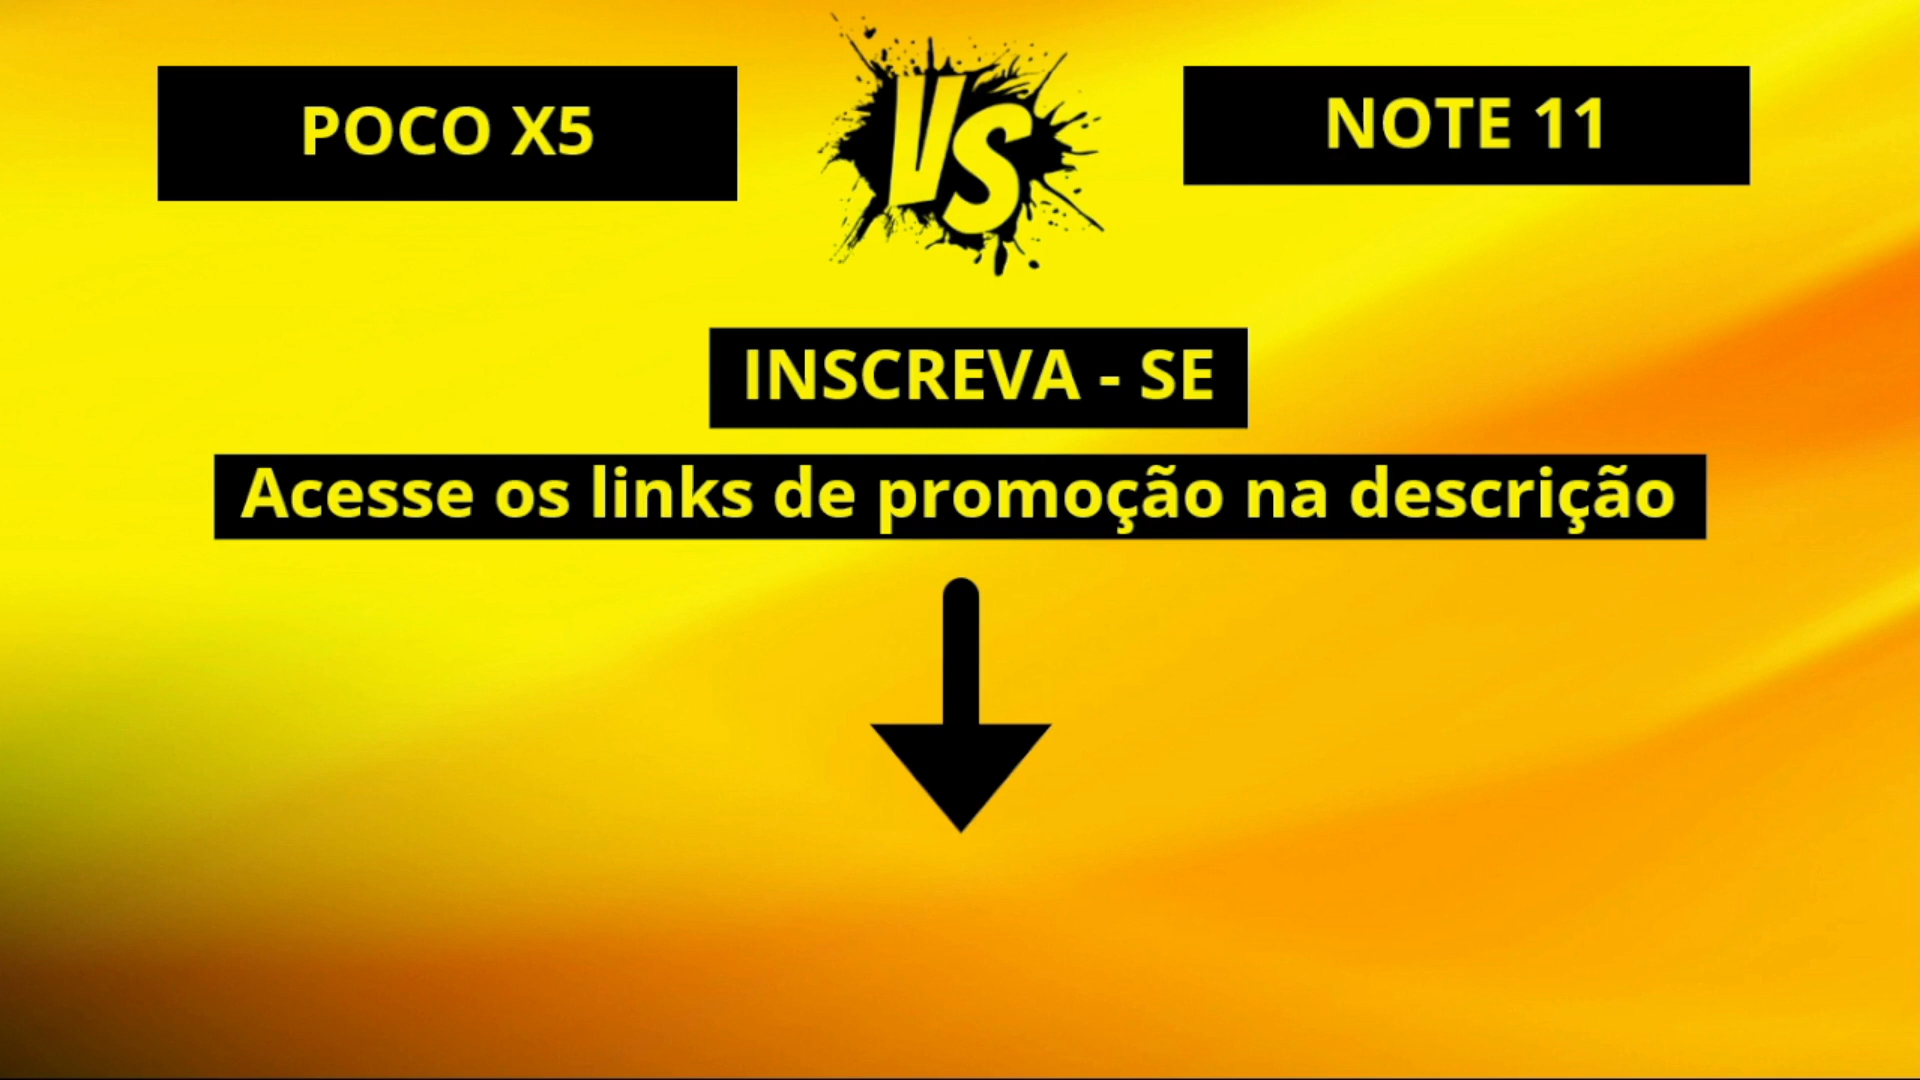 POCO X5
VS
NOTE 11
INSCREVA - SE
Acesse os links de promoção na descrição